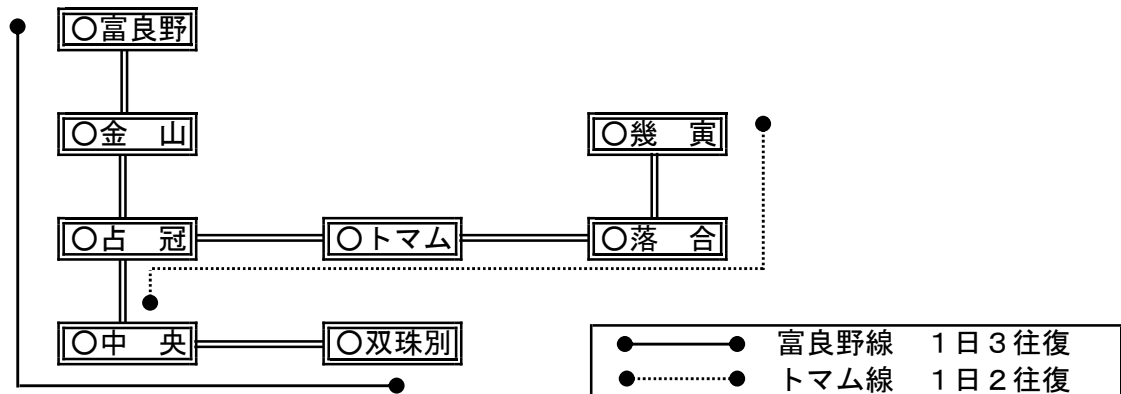 ○富良野
○金　山
○幾　寅
○占　冠
○トマム
○落　合
○中　央
○双珠別
富良野線　１日３往復
トマム線　１日２往復